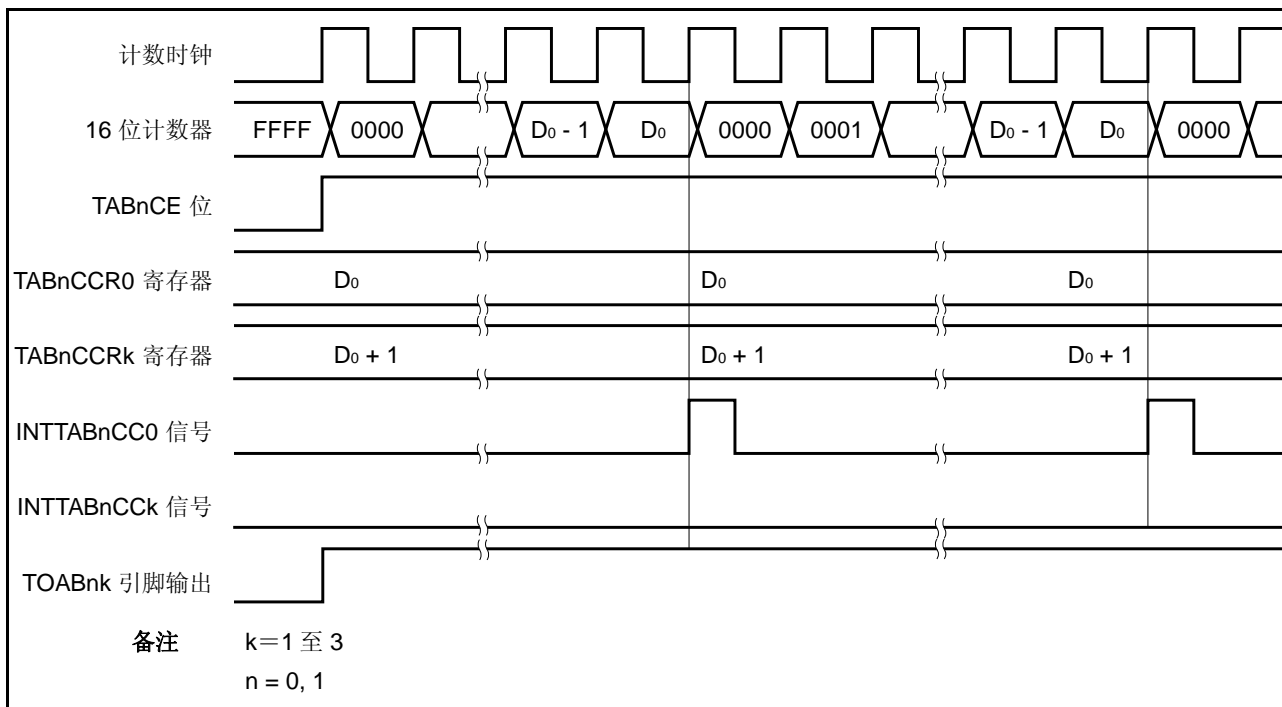 计数时钟
16 位计数器 FFFF 0000 D0 - 1 D0 0000 0001 D0 - 1 D0 0000
TABnCE 位
TABnCCR0 寄存器 D0 D0 D0
TABnCCRk 寄存器 D0 + 1 D0 + 1 D0 + 1
INTTABnCC0 信号
INTTABnCCk 信号
TOABnk 引脚输出
备注 k＝1 至 3
n = 0, 1